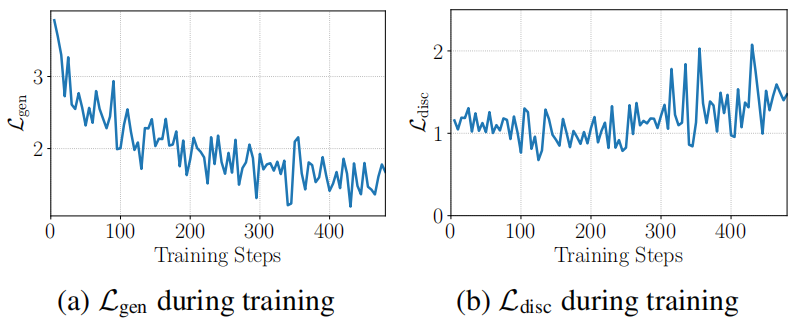 3
2
ℒgen
0 100 200 300 400
Training Steps
(a) ℒgen during training
2
1
0
ℒdisc
0 100 200 300 400
Training Steps
(b) ℒdisc during training